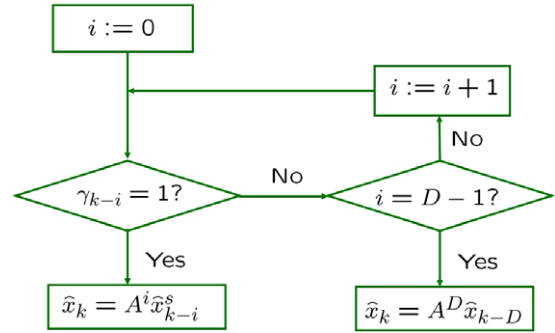 i := 0
i := i + 1
No
γ_{k−i} = 1?
No
i = D − 1?
Yes
Yes
x̂_k = A^i x̂^s_{k−i}
x̂_k = A^D x̂_{k−D}